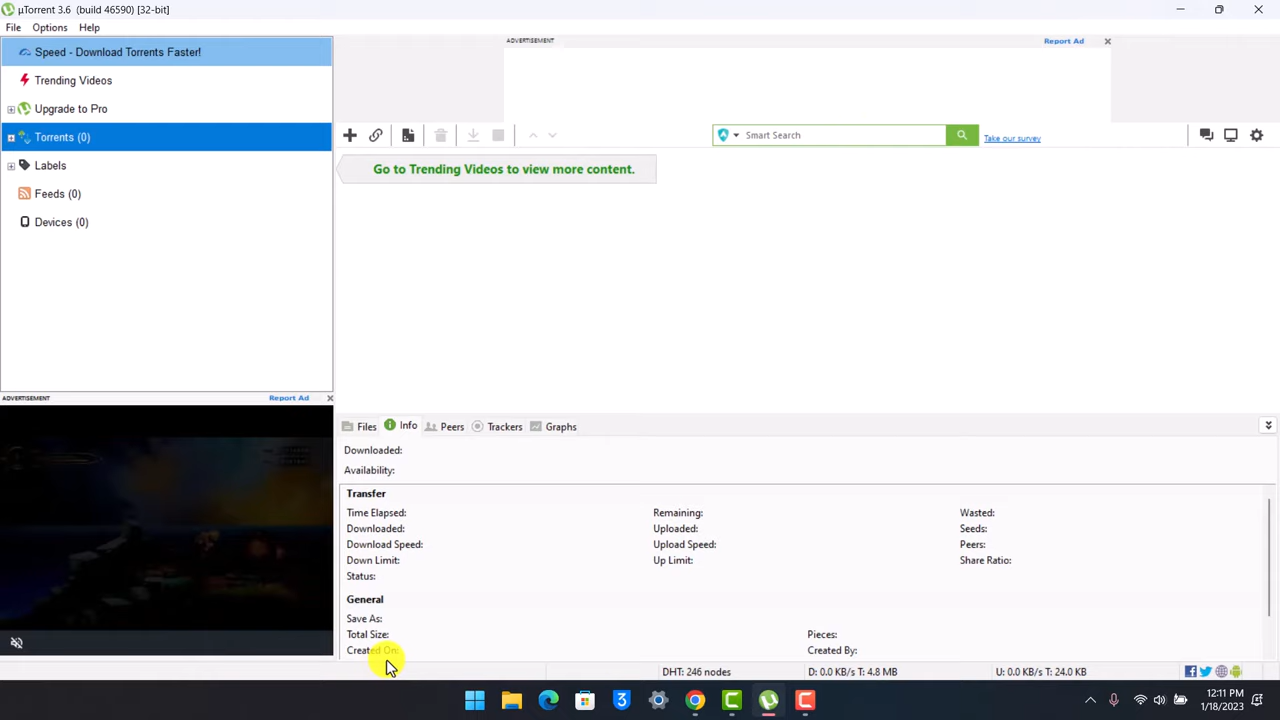 µTorrent 3.6 (build 46590) [32-bit]
File Options Help
Speed - Download Torrents Faster!
Trending Videos
Upgrade to Pro
Torrents (0)
Labels
Feeds (0)
Devices (0)
ADVERTISEMENT Report Ad
Smart Search
Take our survey
Go to Trending Videos to view more content.
ADVERTISEMENT Report Ad
Files Info Peers Trackers Graphs
Downloaded:
Availability:
Transfer
Time Elapsed: Remaining: Wasted:
Downloaded: Uploaded: Seeds:
Download Speed: Upload Speed: Peers:
Down Limit: Up Limit: Share Ratio:
Status:
General
Save As:
Total Size: Pieces:
Created On: Created By:
DHT: 246 nodes D: 0.0 KB/s T: 4.8 MB U: 0.0 KB/s T: 24.0 KB
3
12:11 PM
1/18/2023